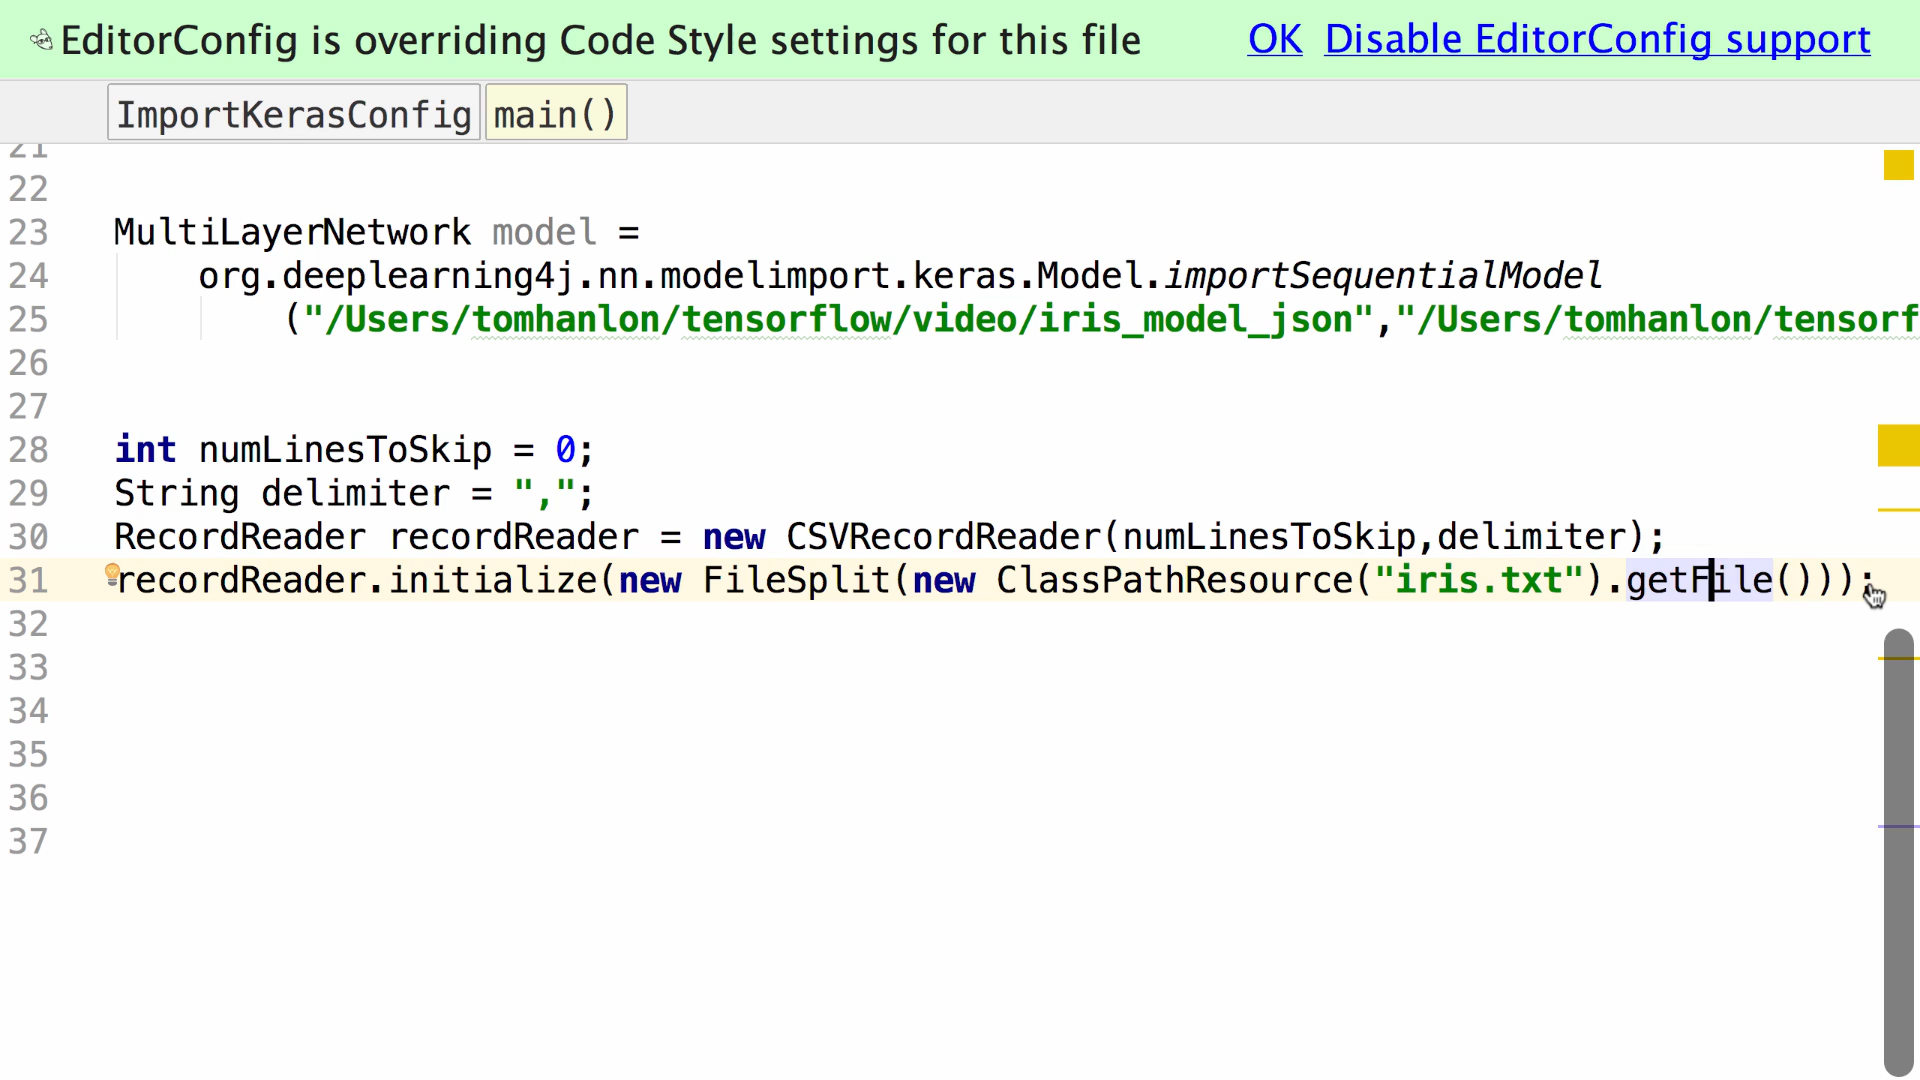 EditorConfig is overriding Code Style settings for this file OK Disable EditorConfig support
ImportKerasConfig main()
21
22
23 MultiLayerNetwork model =
24 org.deeplearning4j.nn.modelimport.keras.Model.importSequentialModel
25 ("/Users/tomhanlon/tensorflow/video/iris_model_json","/Users/tomhanlon/tensorf
26
27
28 int numLinesToSkip = 0;
29 String delimiter = ",";
30 RecordReader recordReader = new CSVRecordReader(numLinesToSkip,delimiter);
31 recordReader.initialize(new FileSplit(new ClassPathResource("iris.txt").getFile()));
32
33
34
35
36
37